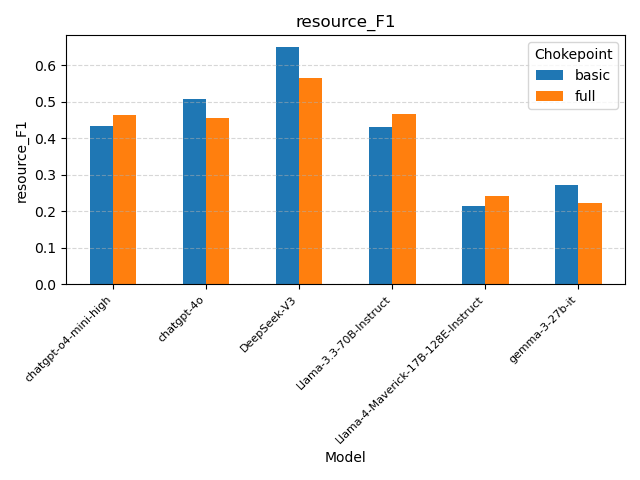 resource_F1
resource_F1
0.6
0.5
0.4
0.3
0.2
0.1
0.0
Chokepoint
basic
full
chatgpt-o4-mini-high
chatgpt-4o
DeepSeek-V3
Llama-3.3-70B-Instruct
Llama-4-Maverick-17B-128E-Instruct
gemma-3-27b-it
Model